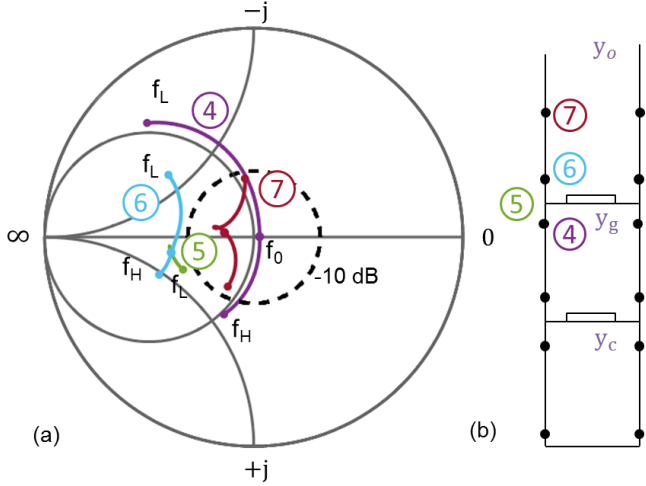 −j
f_L
④
f_L
⑥
⑦
∞
⑤
f_0
0
f_H
f_L
-10 dB
f_H
(a)
+j
y_o
⑦
⑥
⑤
y_g
④
y_c
(b)